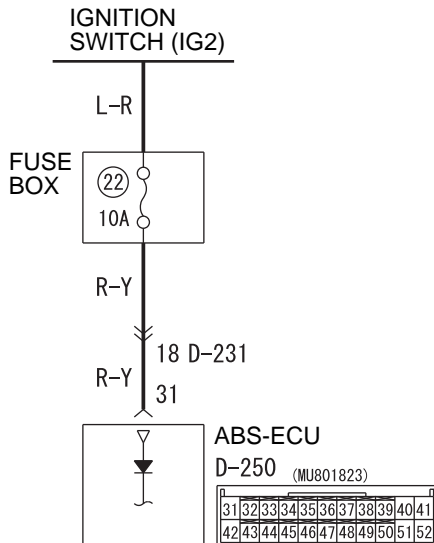 IGNITION
SWITCH (IG2)
L-R
FUSE
BOX
22
10A
R-Y
18 D-231
R-Y
31
ABS-ECU
D-250 (MU801823)
31 32 33 34 35 36 37 38 39 40 41
42 43 44 45 46 47 48 49 50 51 52